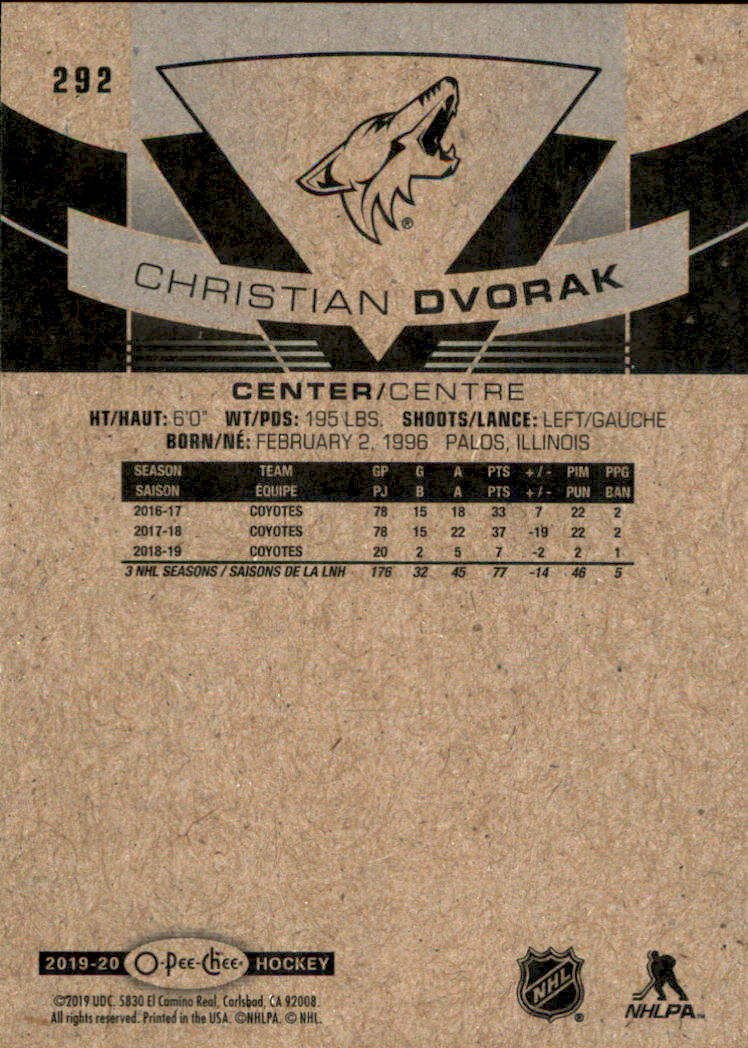 292
®
CHRISTIAN DVORAK
CENTER/CENTRE
HT/HAUT: 6'0" WT/PDS: 195 LBS. SHOOTS/LANCE: LEFT/GAUCHE
BORN/NÉ: FEBRUARY 2, 1996 PALOS, ILLINOIS
SEASON TEAM GP G A PTS +/- PIM PPG
SAISON ÉQUIPE PJ B A PTS +/- PUN BAN
2016-17 COYOTES 78 15 18 33 7 22 2
2017-18 COYOTES 78 15 22 37 -19 22 2
2018-19 COYOTES 20 2 5 7 -2 2 1
3 NHL SEASONS / SAISONS DE LA LNH 176 32 45 77 -14 46 5
2019-20 O-Pee-Chee® HOCKEY
©2019 UDC. 5830 El Camino Real, Carlsbad, CA 92008.
All rights reserved. Printed in the USA. ©NHLPA. © NHL.
NHL ®
NHLPA™